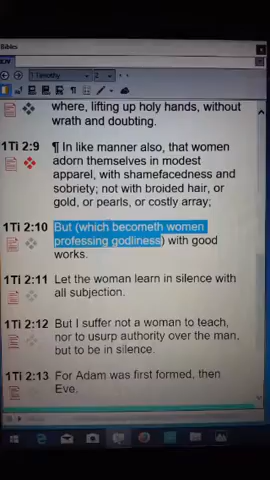 Bibles
1 Timothy
2
where, lifting up holy hands, without
wrath and doubting.
1Ti 2:9 ¶ In like manner also, that women
adorn themselves in modest
apparel, with shamefacedness and
sobriety; not with broided hair, or
gold, or pearls, or costly array;
1Ti 2:10 But (which becometh women
professing godliness) with good
works.
1Ti 2:11 Let the woman learn in silence with
all subjection.
1Ti 2:12 But I suffer not a woman to teach,
nor to usurp authority over the man,
but to be in silence.
1Ti 2:13 For Adam was first formed, then
Eve.